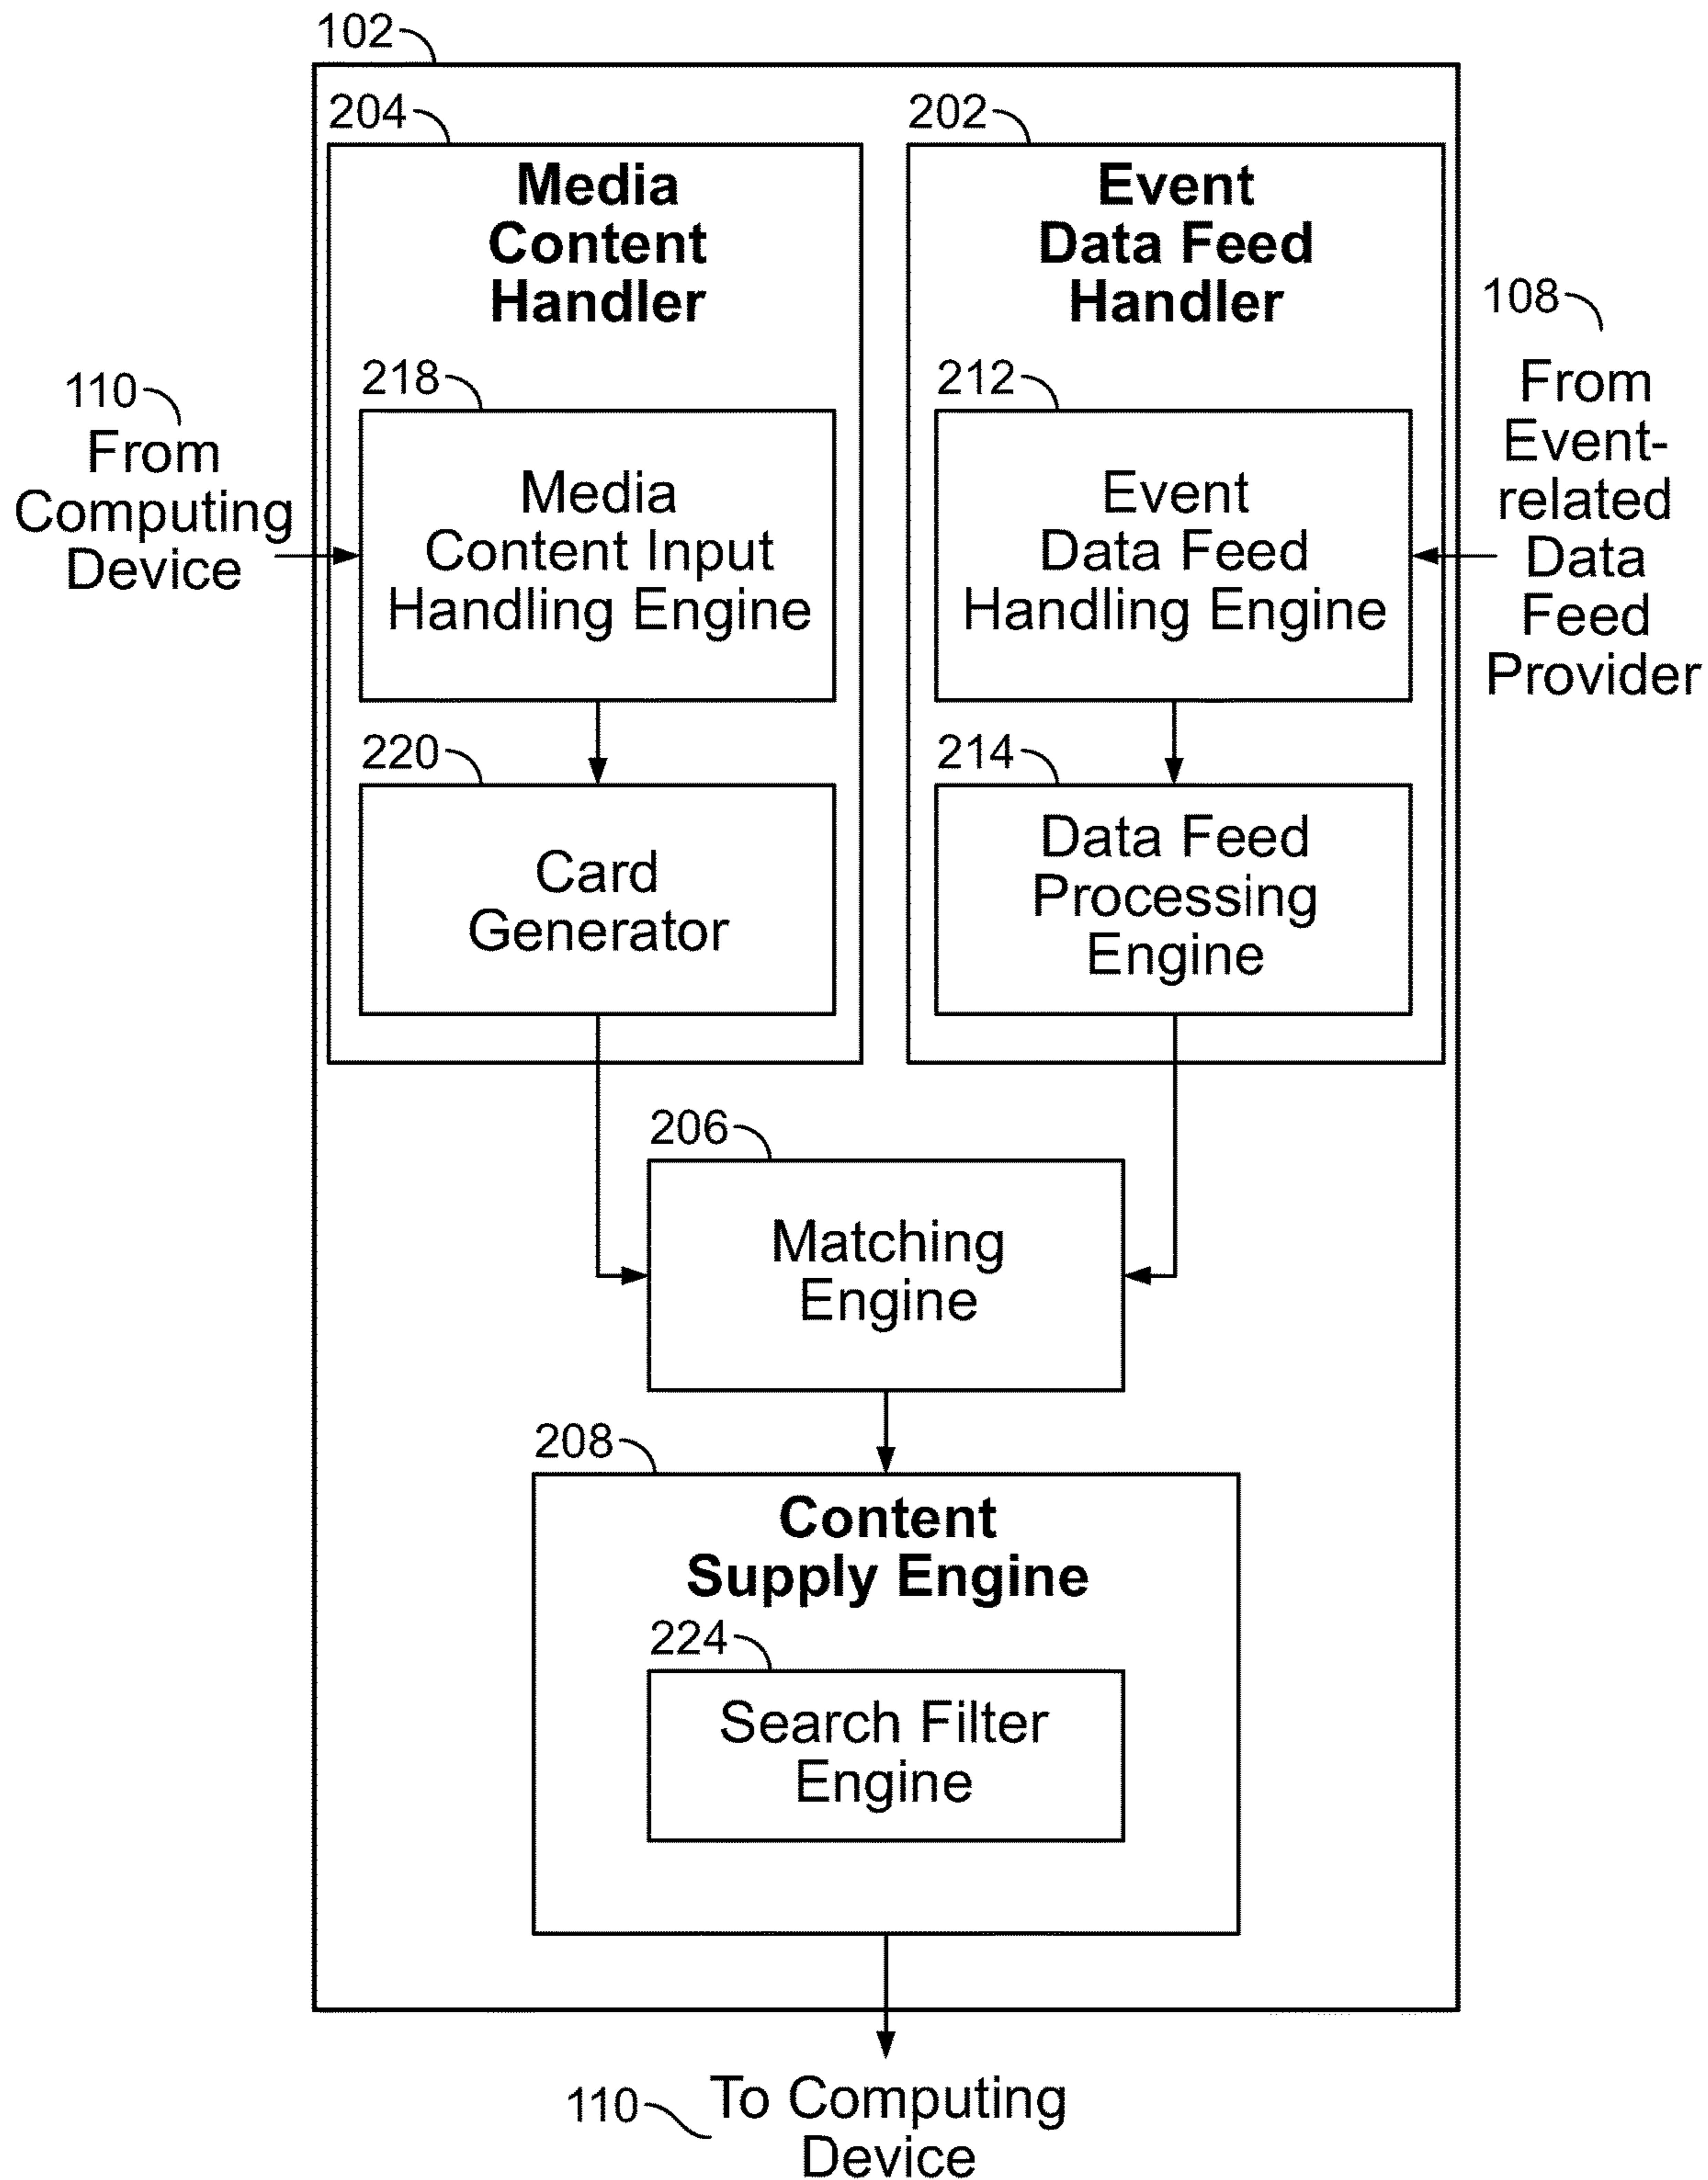 102
204
Media
Content
Handler
110
From
Computing
Device
218
Media
Content Input
Handling Engine
220
Card
Generator
202
Event
Data Feed
Handler
108
From
Event-
related
Data
Feed
Provider
212
Event
Data Feed
Handling Engine
214
Data Feed
Processing
Engine
206
Matching
Engine
208
Content
Supply Engine
224
Search Filter
Engine
110
To Computing
Device